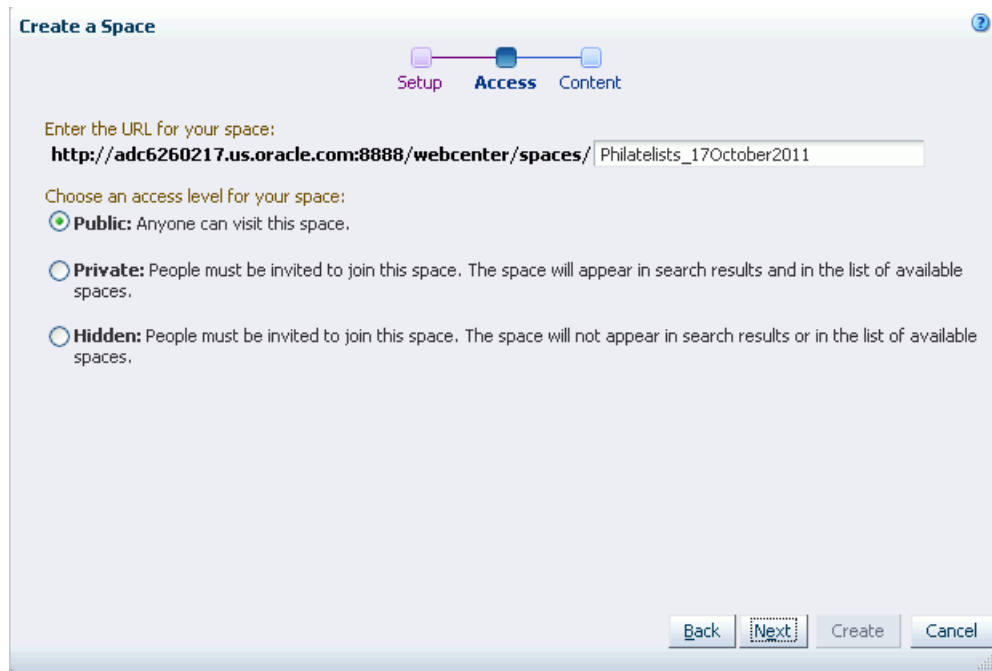 Create a Space
Setup Access Content
Enter the URL for your space:
http://adc6260217.us.oracle.com:8888/webcenter/spaces/ Philatelists_17October2011
Choose an access level for your space:
Public: Anyone can visit this space.
Private: People must be invited to join this space. The space will appear in search results and in the list of available
spaces.
Hidden: People must be invited to join this space. The space will not appear in search results or in the list of available
spaces.
Back Next Create Cancel